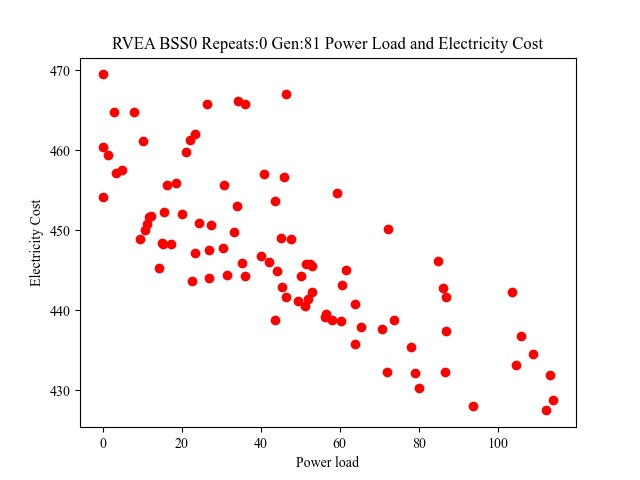 RVEA BSS0 Repeats:0 Gen:81 Power Load and Electricity Cost
470
460
450
440
430
Electricity Cost
0 20 40 60 80 100
Power load